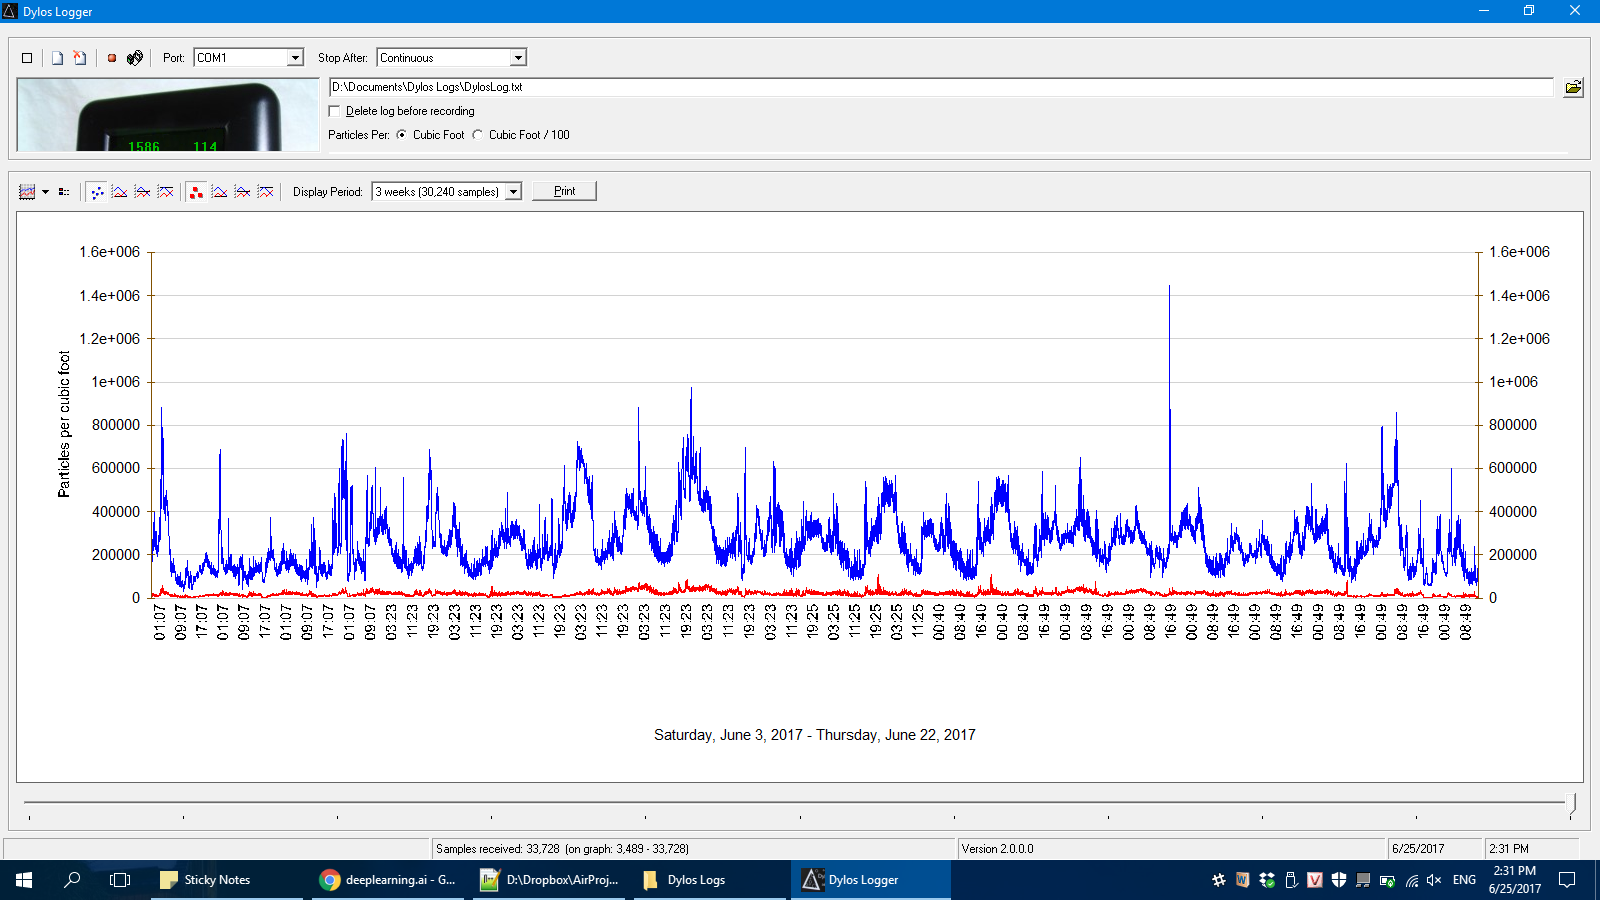 Dylos Logger
Port: COM1 Stop After: Continuous
D:\Documents\Dylos Logs\DylosLog.txt
Delete log before recording
Particles Per: Cubic Foot Cubic Foot / 100
1586 114
Display Period: 3 weeks (30,240 samples) Print
1.6e+006 1.6e+006
1.4e+006 1.4e+006
1.2e+006 1.2e+006
1e+006 1e+006
800000 800000
600000 600000
400000 400000
200000 200000
0 0
Particles per cubic foot
01:07 09:07 17:07 01:07 09:07 17:07 01:07 09:07 17:07 01:07 09:07 03:23 11:23 19:23 03:23 11:23 19:23 03:23 11:23 19:23 03:23 11:23 19:23 03:23 11:23 19:23 03:23 11:23 19:23 03:23 11:23 19:25 03:25 11:25 19:25 03:25 11:25 00:40 08:40 16:40 00:40 08:40 16:49 00:49 08:49 16:49 00:49 08:49 16:49 00:49 08:49 16:49 00:49 08:49 16:49 00:49 08:49 16:49 00:49 08:49 16:49 00:49 08:49
Saturday, June 3, 2017 - Thursday, June 22, 2017
Samples received: 33,728 (on graph: 3,489 - 33,728) Version 2.0.0.0 6/25/2017 2:31 PM
Sticky Notes deeplearning.ai - G... D:\Dropbox\AirProj... Dylos Logs Dylos Logger ENG 2:31 PM
6/25/2017